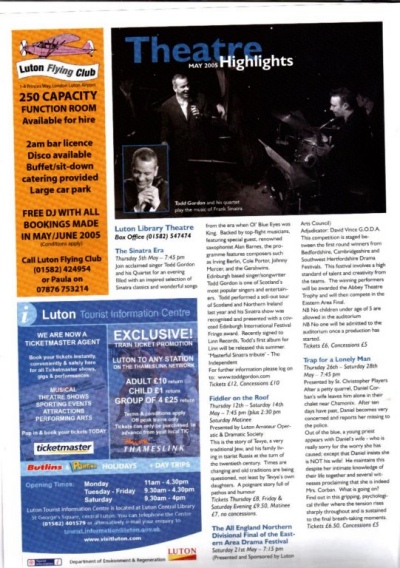 Luton Flying Club
250 CAPACITY
FUNCTION ROOM
Available for hire
2am bar licence
Disco available
Buffet/sit-down
catering provided
Large car park
FREE DJ WITH ALL
BOOKINGS MADE
IN MAY/JUNE 2005
(Conditions apply)
Call Luton Flying Club
(01582) 424954
or Paula on
07876 753214
i Luton Tourist Information Centre
WE ARE NOW A
TICKETMASTER AGENT
Book your tickets instantly,
conveniently & safely here
for all Ticketmaster shows,
gigs & performances
MUSICAL
THEATRE SHOWS
SPORTING EVENTS
ATTRACTIONS
PERFORMING ARTS
Pay in & book your tickets TODAY
ticketmaster
EXCLUSIVE!
TRAIN TICKET PROMOTION
LUTON TO ANY STATION
ON THE THAMESLINK NETWORK
ADULT £10 return
CHILD £1 return
GROUP OF 4 £25 return
Terms & conditions apply
Off peak travel only
Tickets can only be purchased in
advance from your local TIC
THAMESLINK
Butlins HOLIDAYS + DAY TRIPS
Opening Times: Monday 11am - 4.30pm
Tuesday - Friday 9.30am - 4.30pm
Saturday 9.30am - 4pm
Luton Tourist Information Centre is located at Luton Central Library
in St George's Square, central Luton. You can telephone the Centre
on (01582) 401579 or alternatively e-mail your enquiry to
tourist.information@luton.gov.uk
www.visitluton.com
Department of Environment & Regeneration
LUTON
Theatre
MAY 2005 Highlights
Todd Gordon and his quartet
play the music of Frank Sinatra
Luton Library Theatre
Box Office (01582) 547474
The Sinatra Era
Thursday 5th May – 7.45 pm
Join acclaimed singer Todd Gordon
and his Quartet for an evening
filled with an inspired selection of
Sinatra classics and wonderful songs
from the era when Ol' Blue Eyes was
King. Backed by top-flight musicians,
featuring special guest, renowned
saxophonist Alan Barnes, the pro-
gramme features composers such
as Irving Berlin, Cole Porter, Johnny
Mercer, and the Gershwins.
Edinburgh based singer/songwriter
Todd Gordon is one of Scotland's
most popular singers and entertain-
ers. Todd performed a sell-out tour
of Scotland and Northern Ireland
last year and his Sinatra show was
recognised and presented with a cov-
eted Edinburgh International Festival
Fringe award. Recently signed to
Linn Records, Todd's first album for
Linn will be released this summer.
'Masterful Sinatra tribute' - The
Independent
For further information please log on
to: www.toddgordon.com
Tickets £12, Concessions £10
Fiddler on the Roof
Thursday 12th – Saturday 14th
May – 7.45 pm (plus 2:30 pm
Saturday Matinee
Presented by Luton Amateur Oper-
atic & Dramatic Society
This is the story of Tevye, a very
traditional Jew, and his family liv-
ing in tsarist Russia at the turn of
the twentieth century. Times are
changing and old traditions are being
questioned, not least by Tevye's own
daughters. A poignant story full of
pathos and humour
Tickets Thursday £8, Friday &
Saturday Evening £9.50, Matinee
£7, no concessions.
The All England Northern
Divisional Final of the East-
ern Area Drama Festival
Saturday 21st May – 7:15 pm
(Presented and Sponsored by Luton
Arts Council)
Adjudicator: David Vince G.O.D.A.
This competition is staged be-
tween the first round winners from
Bedfordshire, Cambridgeshire and
Southwest Hertfordshire Drama
Festivals. This festival involves a high
standard of talent and creativity from
the teams. The winning performers
will be awarded the Abbey Theatre
Trophy and will then compete in the
Eastern Area Final.
NB No children under age of 5 are
allowed in the auditorium
NB No one will be admitted to the
auditorium once a production has
started.
Tickets £6, Concessions £5
Trap for a Lonely Man
Thursday 26th – Saturday 28th
May – 7:45 pm
Presented by St. Christopher Players
After a petty quarrel, Daniel Cor-
ban's wife leaves him alone in their
chalet near Chamonix. After ten
days have past, Daniel becomes very
concerned and reports her missing to
the police.
Out of the blue, a young priest
appears with Daniel's wife - who is
really sorry for the worry she has
caused, except that Daniel insists she
is NOT his wife! He maintains this
despite her intimate knowledge of
their life together and several wit-
nesses proclaiming that she is indeed
Mrs. Corban. What is going on?
Find out in this gripping, psychologi-
cal thriller where the tension rises
sharply throughout and is sustained
to the final breath-taking moments.
Tickets £6.50, Concessions £5